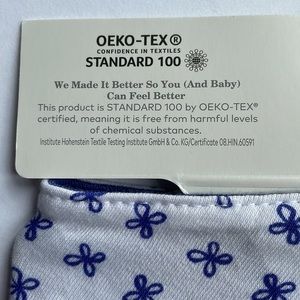 OEKO-TEX®
CONFIDENCE IN TEXTILES
STANDARD 100
We Made It Better So You (And Baby)
Can Feel Better
This product is STANDARD 100 by OEKO-TEX®
certified, meaning it is free from harmful levels
of chemical substances.
Institute Hohenstein Textile Testing Institute GmbH & Co. KG/Certificate 08.HIN.60591